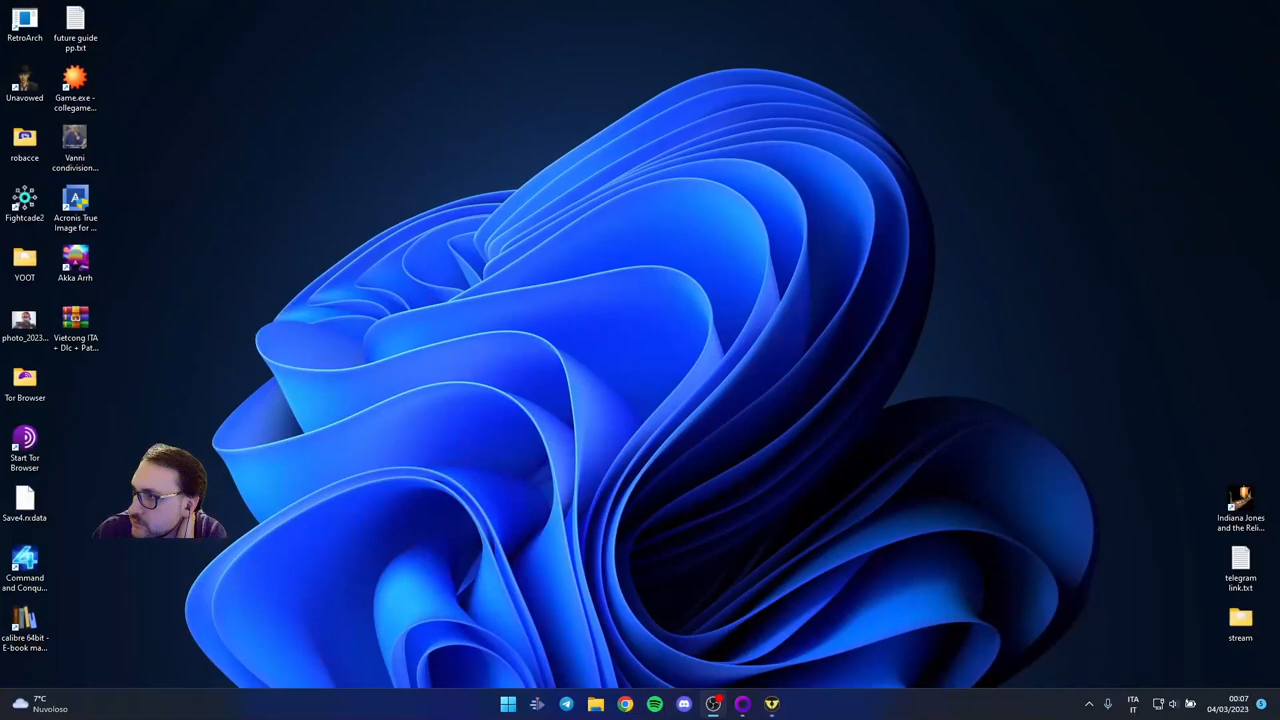 RetroArch
future guide
pp.txt
Unavowed
Game.exe -
collegame...
robacce
Vanni
condivision...
Fightcade2
Acronis True
Image for ...
YOOT
Akka Arrh
photo_2023...
Vietcong ITA
+ Dlc + Pat...
Tor Browser
Start Tor
Browser
Save4.rxdata
Command
and Conqu...
calibre 64bit -
E-book ma...
Indiana Jones
and the Reli...
telegram
link.txt
stream
7°C
Nuvoloso
ITA
IT
00:07
04/03/2023